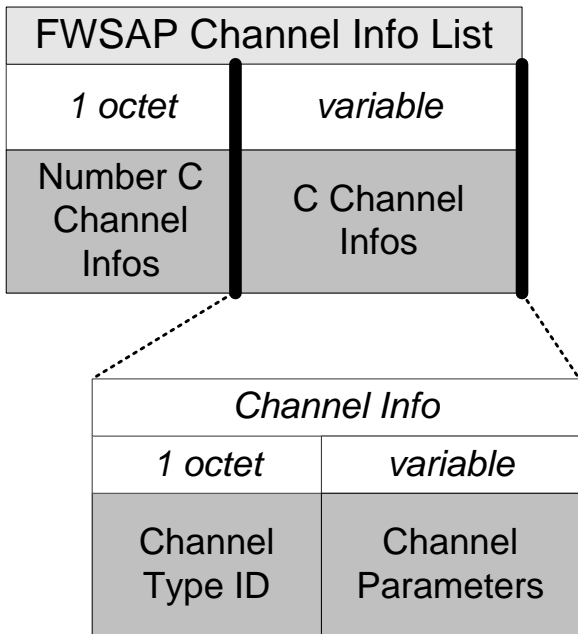 FWSAP Channel Info List
1 octet
variable
Number C
Channel
Infos
C Channel
Infos
Channel Info
1 octet
variable
Channel
Type ID
Channel
Parameters